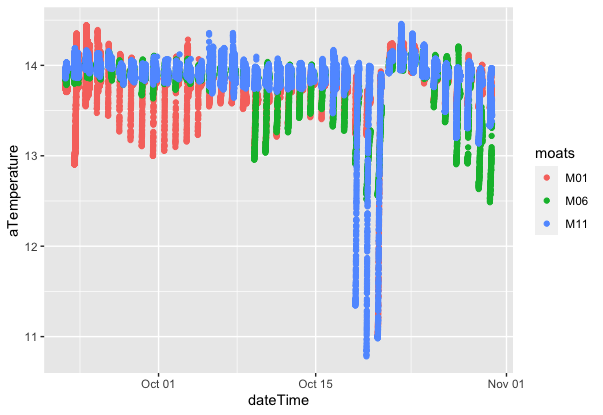 14
13
12
11
aTemperature
Oct 01
Oct 15
Nov 01
dateTime
moats
M01
M06
M11